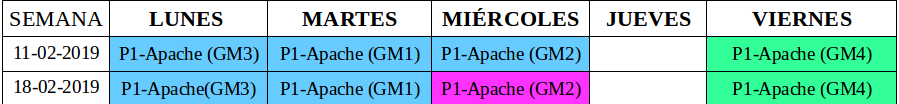 SEMANA LUNES MARTES MIÉRCOLES JUEVES VIERNES
11-02-2019 P1-Apache (GM3) P1-Apache (GM1) P1-Apache (GM2) P1-Apache (GM4)
18-02-2019 P1-Apache(GM3) P1-Apache (GM1) P1-Apache (GM2) P1-Apache (GM4)